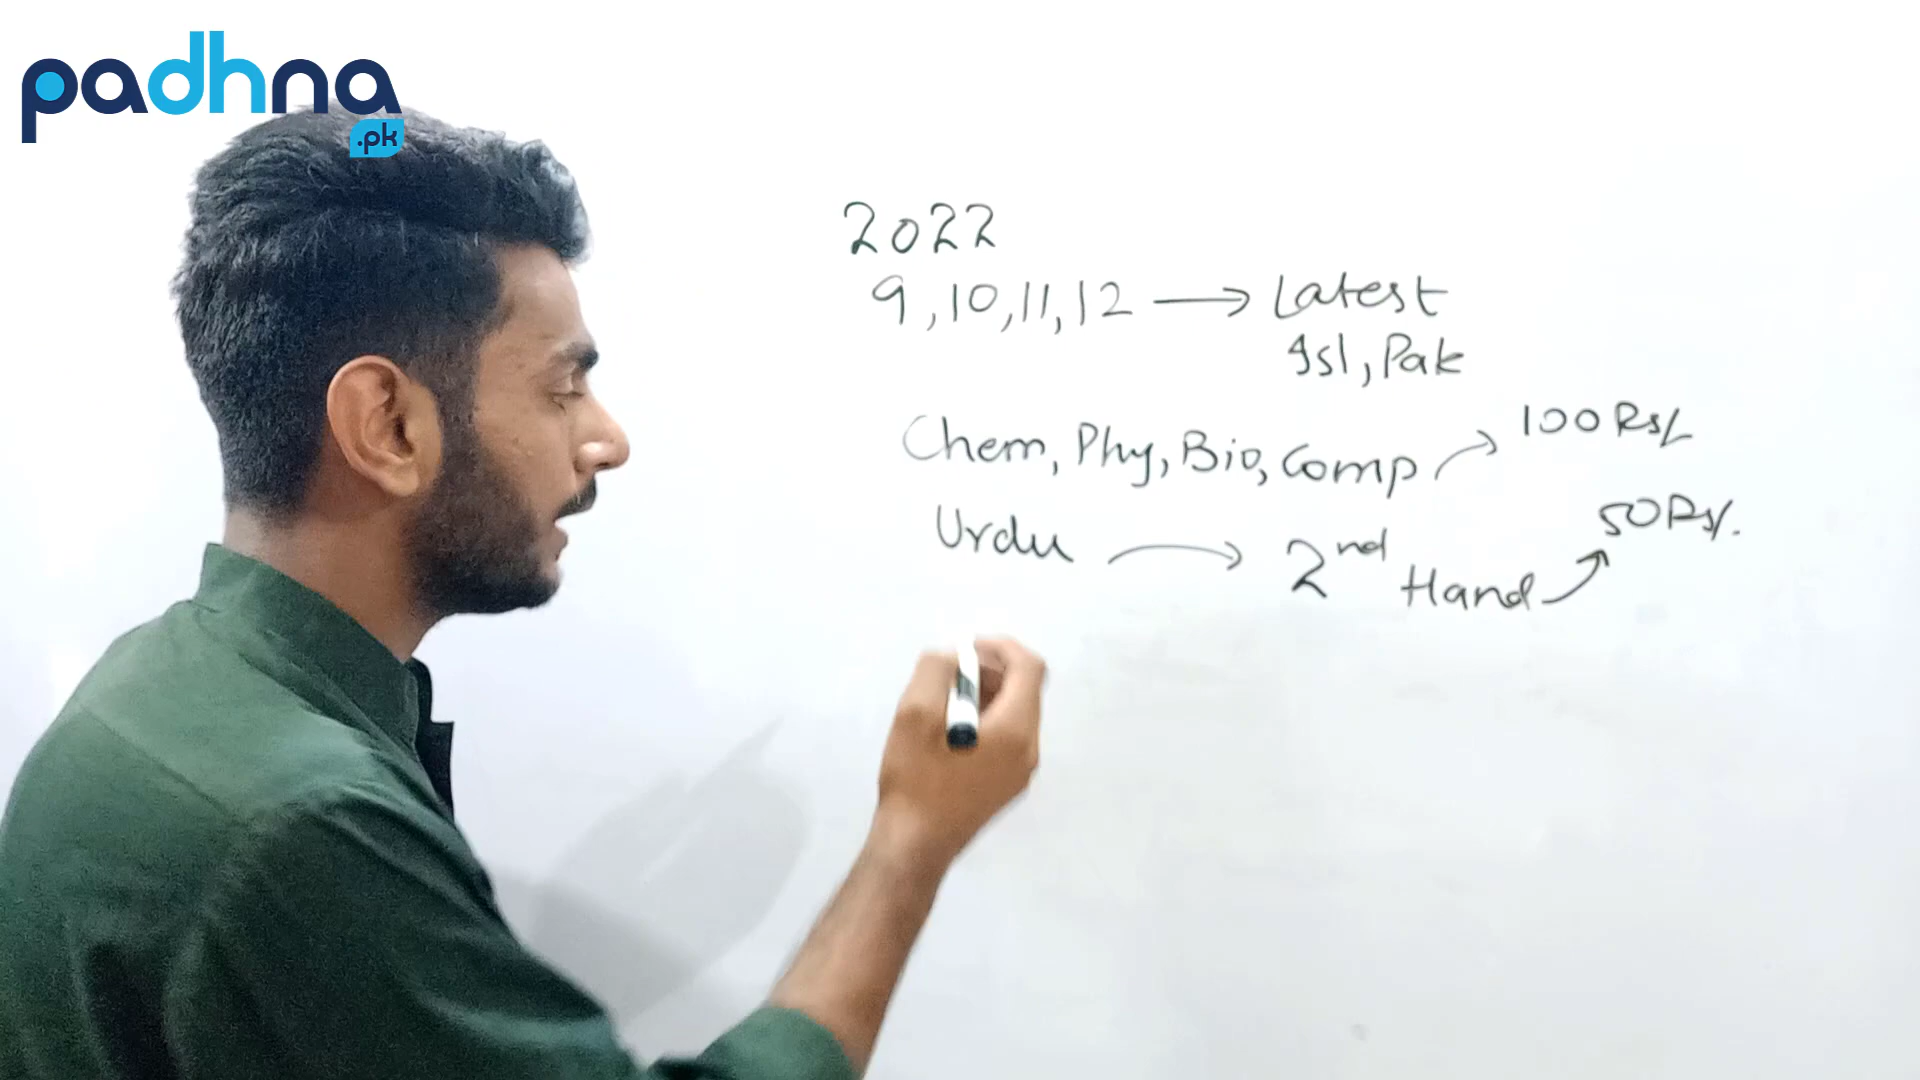 padhna
.pk
2022
9, 10, 11, 12 → Latest
Isl, Pak
Chem, Phy, Bio, Comp → 100 Rs/-
Urdu → 2nd Hand → 50 Rs/.